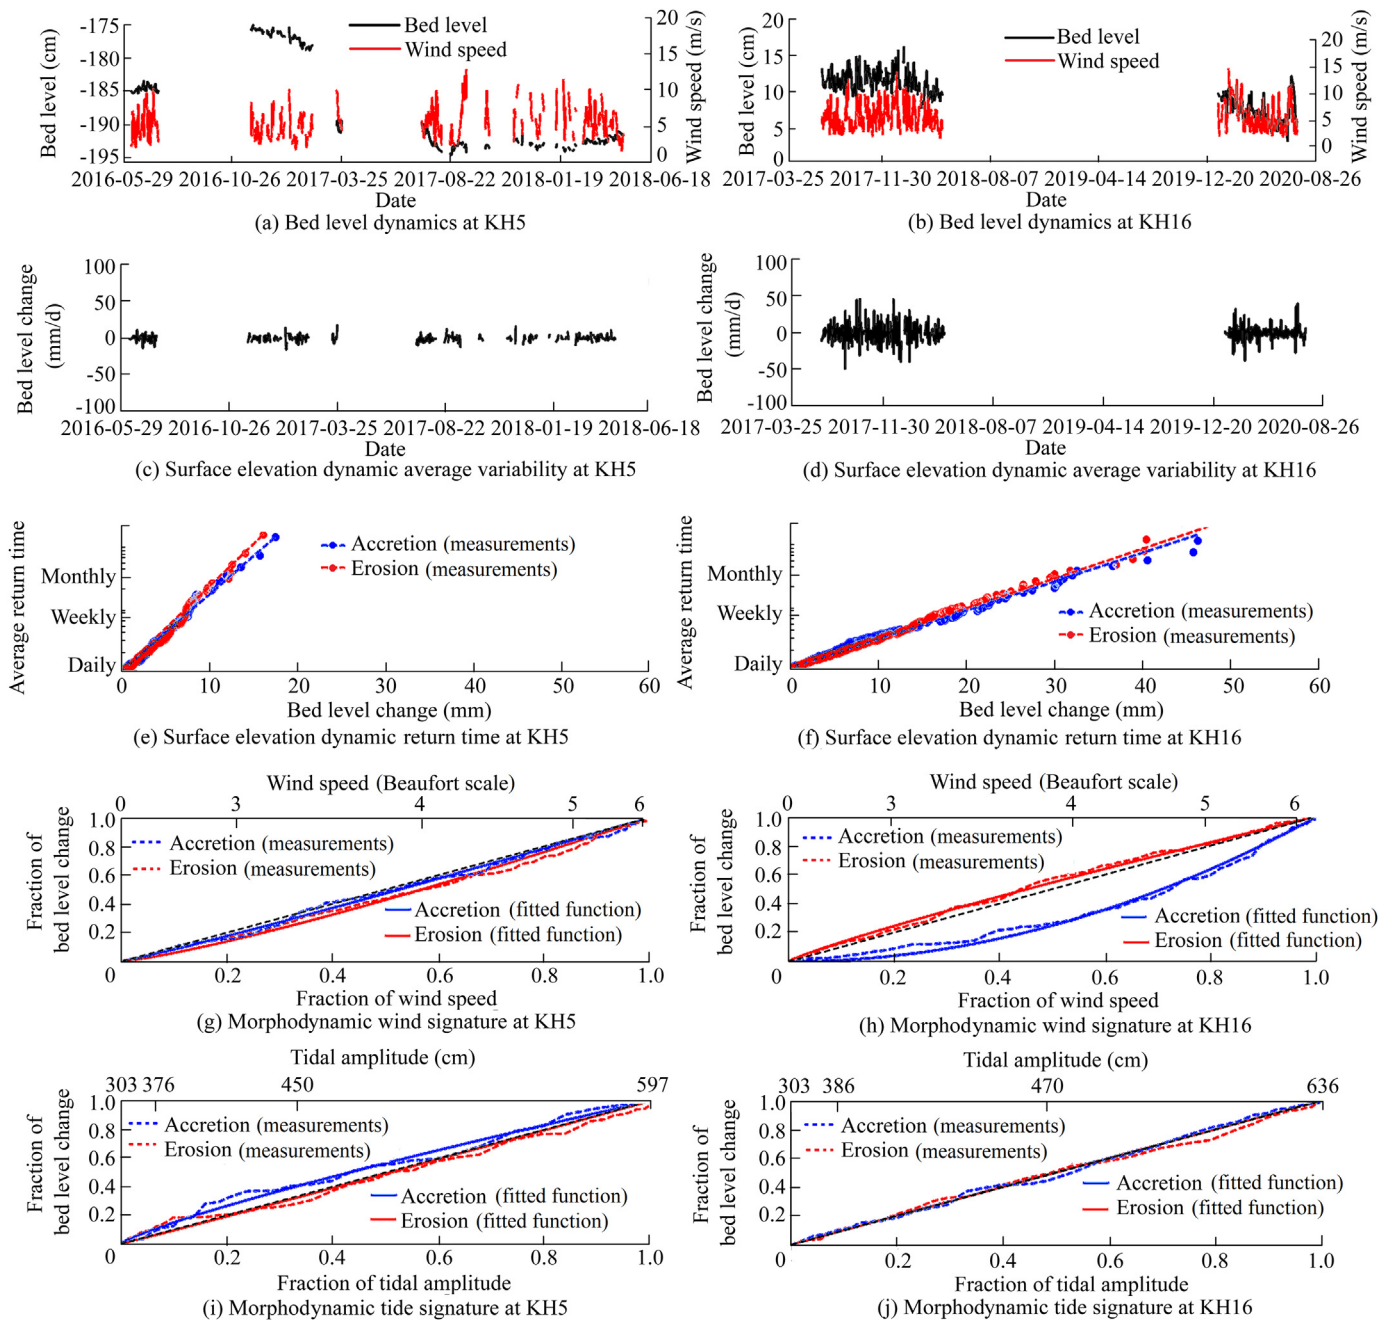 Bed level (cm)
-175
-180
-185
-190
-195
Bed level
Wind speed
20
15
10
5
0
Wind speed (m/s)
2016-05-29 2016-10-26 2017-03-25 2017-08-22 2018-01-19 2018-06-18
Date
(a) Bed level dynamics at KH5
Bed level (cm)
20
15
10
5
0
Bed level
Wind speed
20
15
10
5
0
Wind speed (m/s)
2017-03-25 2017-11-30 2018-08-07 2019-04-14 2019-12-20 2020-08-26
Date
(b) Bed level dynamics at KH16
Bed level change
(mm/d)
100
50
0
-50
-100
2016-05-29 2016-10-26 2017-03-25 2017-08-22 2018-01-19 2018-06-18
Date
(c) Surface elevation dynamic average variability at KH5
Bed level change
(mm/d)
100
50
0
-50
-100
2017-03-25 2017-11-30 2018-08-07 2019-04-14 2019-12-20 2020-08-26
Date
(d) Surface elevation dynamic average variability at KH16
Average return time
Monthly
Weekly
Daily
Accretion (measurements)
Erosion (measurements)
0 10 20 30 40 50 60
Bed level change (mm)
(e) Surface elevation dynamic return time at KH5
Average return time
Monthly
Weekly
Daily
Accretion (measurements)
Erosion (measurements)
0 10 20 30 40 50 60
Bed level change (mm)
(f) Surface elevation dynamic return time at KH16
Wind speed (Beaufort scale)
0 3 4 5 6
Fraction of
bed level change
1.0
0.8
0.6
0.4
0.2
Accretion (measurements)
Erosion (measurements)
Accretion (fitted function)
Erosion (fitted function)
0 0.2 0.4 0.6 0.8 1.0
Fraction of wind speed
(g) Morphodynamic wind signature at KH5
Wind speed (Beaufort scale)
0 3 4 5 6
Fraction of
bed level change
1.0
0.8
0.6
0.4
0.2
Accretion (measurements)
Erosion (measurements)
Accretion (fitted function)
Erosion (fitted function)
0 0.2 0.4 0.6 0.8 1.0
Fraction of wind speed
(h) Morphodynamic wind signature at KH16
Tidal amplitude (cm)
303 376 450 597
Fraction of
bed level change
1.0
0.8
0.6
0.4
0.2
Accretion (measurements)
Erosion (measurements)
Accretion (fitted function)
Erosion (fitted function)
0 0.2 0.4 0.6 0.8 1.0
Fraction of tidal amplitude
(i) Morphodynamic tide signature at KH5
Tidal amplitude (cm)
303 386 470 636
Fraction of
bed level change
1.0
0.8
0.6
0.4
0.2
Accretion (measurements)
Erosion (measurements)
Accretion (fitted function)
Erosion (fitted function)
0 0.2 0.4 0.6 0.8 1.0
Fraction of tidal amplitude
(j) Morphodynamic tide signature at KH16